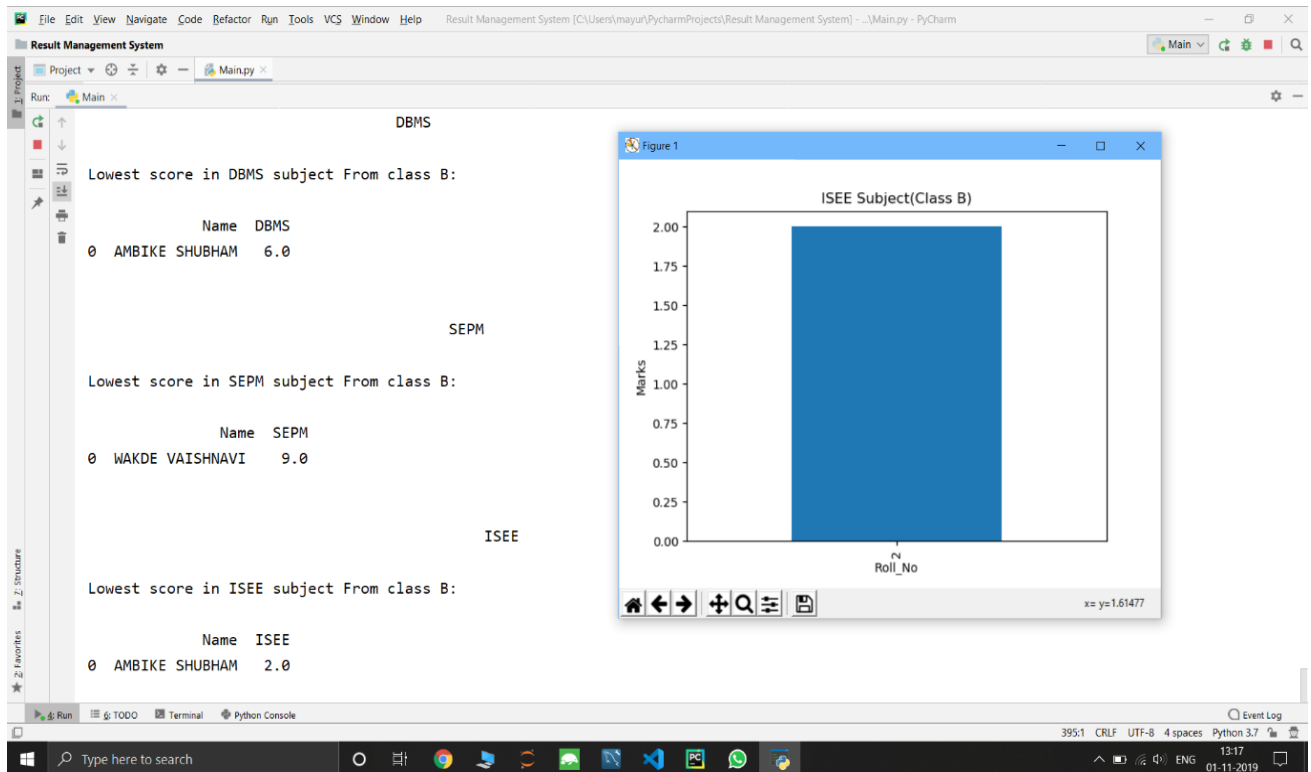 File Edit View Navigate Code Refactor Run Tools VCS Window Help Result Management System [C:\Users\mayur\PycharmProjects\Result Management System] - ...\Main.py - PyCharm
Result Management System
Main
Project
Main.py
1: Project
Run: Main
DBMS
Lowest score in DBMS subject From class B:
Name DBMS
0 AMBIKE SHUBHAM 6.0
SEPM
Lowest score in SEPM subject From class B:
Name SEPM
0 WAKDE VAISHNAVI 9.0
ISEE
Lowest score in ISEE subject From class B:
Name ISEE
0 AMBIKE SHUBHAM 2.0
Figure 1
ISEE Subject(Class B)
2.00
1.75
1.50
1.25
1.00
0.75
0.50
0.25
0.00
Marks
2
Roll_No
x= y=1.61477
Z: Structure
2: Favorites
4: Run 6: TODO Terminal Python Console
Event Log
395:1 CRLF UTF-8 4 spaces Python 3.7
Type here to search
PC
ENG
13:17
01-11-2019